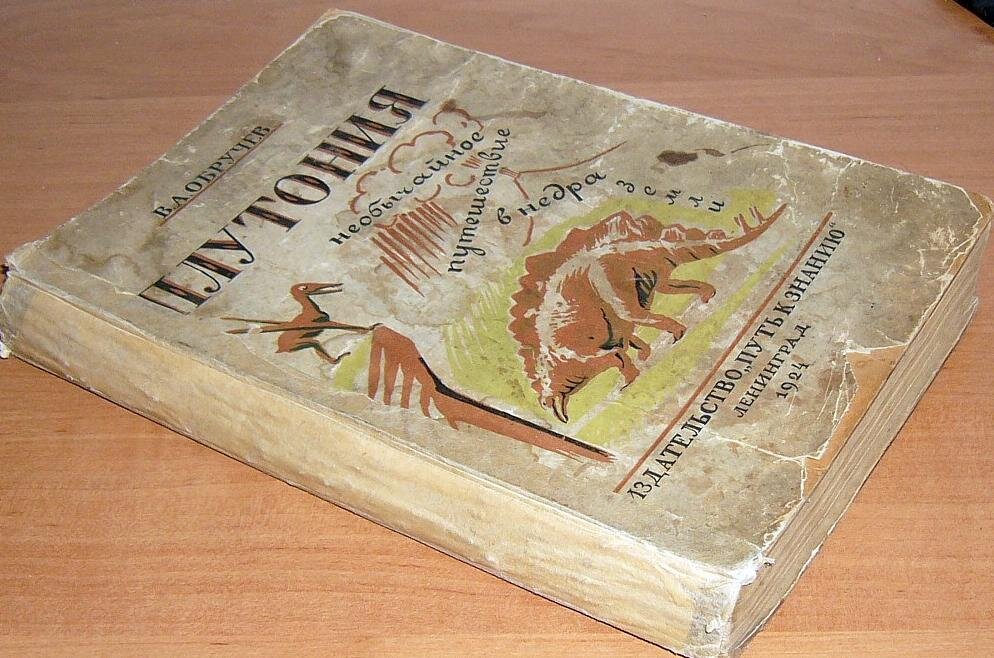 В. А. ОБРУЧЕВ
ПЛУТОНИЯ
необычайное
путешествие
в недра
земли
ИЗДАТЕЛЬСТВО „ПУТЬ К ЗНАНИЮ“
ЛЕНИНГРАД
1924